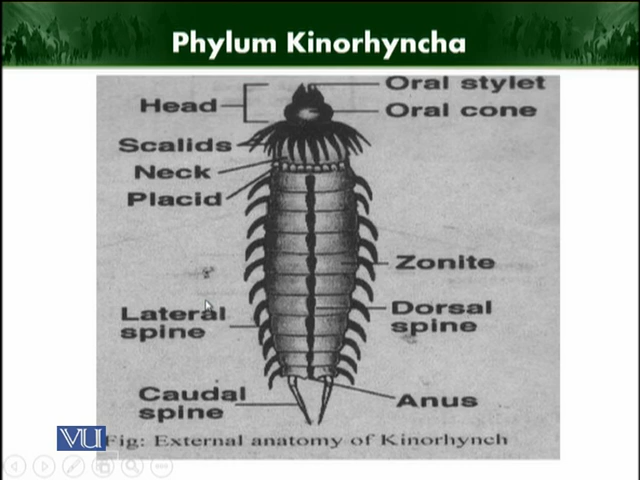 Phylum Kinorhyncha
Oral stylet
Head
Oral cone
Scalids
Neck
Placid
Zonite
Lateral
spine
Dorsal
spine
Caudal
spine
Anus
VU
Fig: External anatomy of Kinorhynch